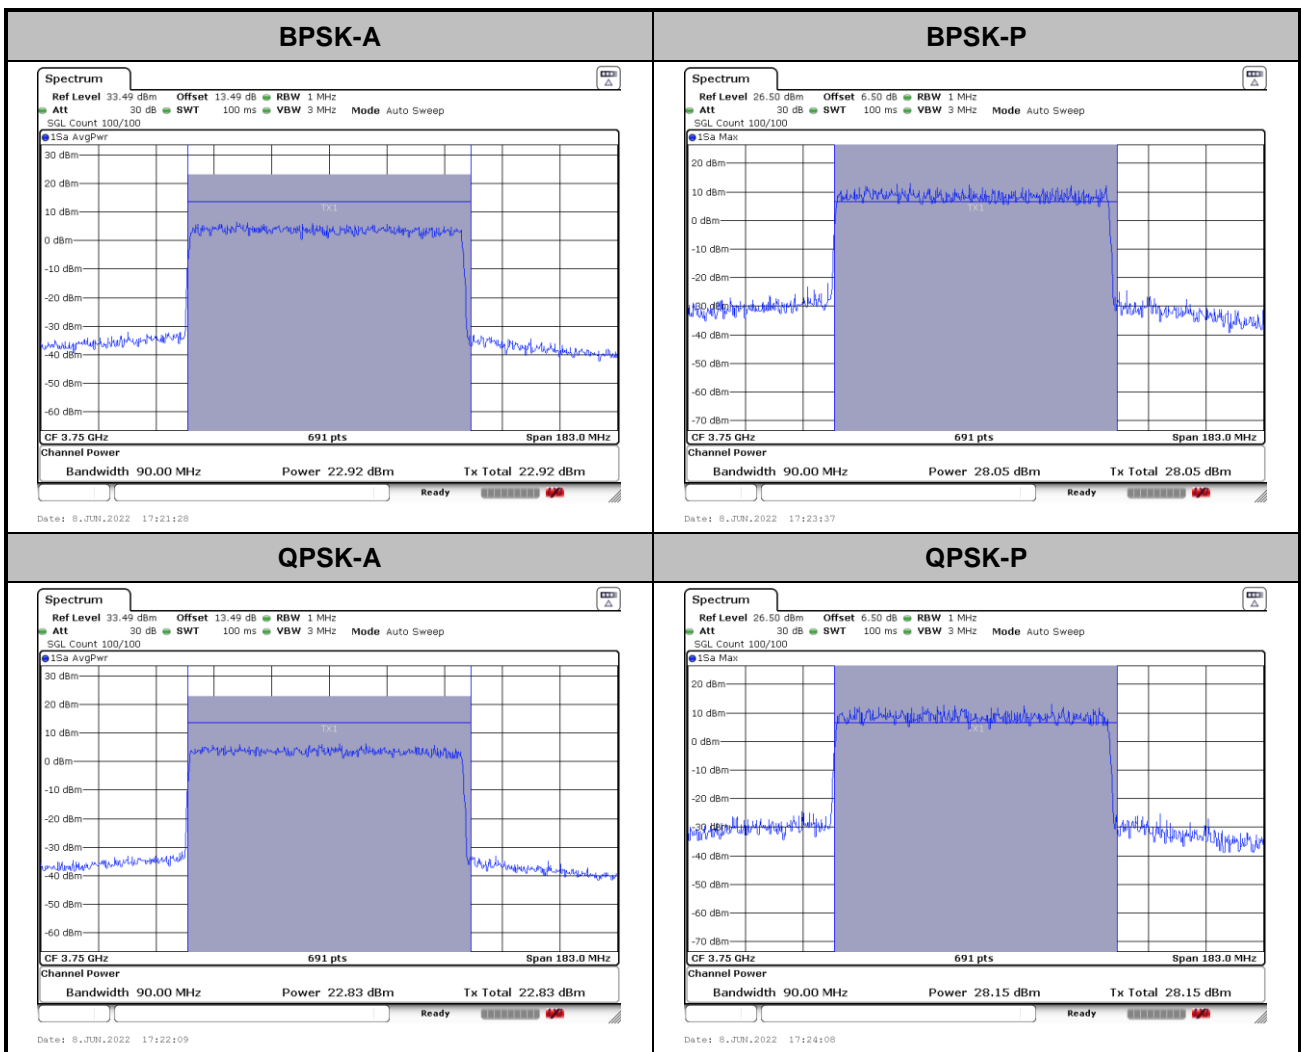 BPSK-A
BPSK-P
Spectrum
Ref Level 33.49 dBm Offset 13.49 dB RBW 1 MHz
Att 30 dB SWT 100 ms VBW 3 MHz Mode Auto Sweep
SGL Count 100/100
1Sa AvgPwr
30 dBm
20 dBm
10 dBm
TX1
0 dBm
-10 dBm
-20 dBm
-30 dBm
-40 dBm
-50 dBm
-60 dBm
CF 3.75 GHz 691 pts Span 183.0 MHz
Channel Power
Bandwidth 90.00 MHz Power 22.92 dBm Tx Total 22.92 dBm
Ready
Date: 8.JUN.2022 17:21:28
Spectrum
Ref Level 26.50 dBm Offset 6.50 dB RBW 1 MHz
Att 30 dB SWT 100 ms VBW 3 MHz Mode Auto Sweep
SGL Count 100/100
1Sa Max
20 dBm
10 dBm
TX1
0 dBm
-10 dBm
-20 dBm
-30 dBm
-40 dBm
-50 dBm
-60 dBm
-70 dBm
CF 3.75 GHz 691 pts Span 183.0 MHz
Channel Power
Bandwidth 90.00 MHz Power 28.05 dBm Tx Total 28.05 dBm
Ready
Date: 8.JUN.2022 17:23:37
QPSK-A
QPSK-P
Spectrum
Ref Level 33.49 dBm Offset 13.49 dB RBW 1 MHz
Att 30 dB SWT 100 ms VBW 3 MHz Mode Auto Sweep
SGL Count 100/100
1Sa AvgPwr
30 dBm
20 dBm
10 dBm
TX1
0 dBm
-10 dBm
-20 dBm
-30 dBm
-40 dBm
-50 dBm
-60 dBm
CF 3.75 GHz 691 pts Span 183.0 MHz
Channel Power
Bandwidth 90.00 MHz Power 22.83 dBm Tx Total 22.83 dBm
Ready
Date: 8.JUN.2022 17:22:09
Spectrum
Ref Level 26.50 dBm Offset 6.50 dB RBW 1 MHz
Att 30 dB SWT 100 ms VBW 3 MHz Mode Auto Sweep
SGL Count 100/100
1Sa Max
20 dBm
10 dBm
TX1
0 dBm
-10 dBm
-20 dBm
-30 dBm
-40 dBm
-50 dBm
-60 dBm
-70 dBm
CF 3.75 GHz 691 pts Span 183.0 MHz
Channel Power
Bandwidth 90.00 MHz Power 28.15 dBm Tx Total 28.15 dBm
Ready
Date: 8.JUN.2022 17:24:08